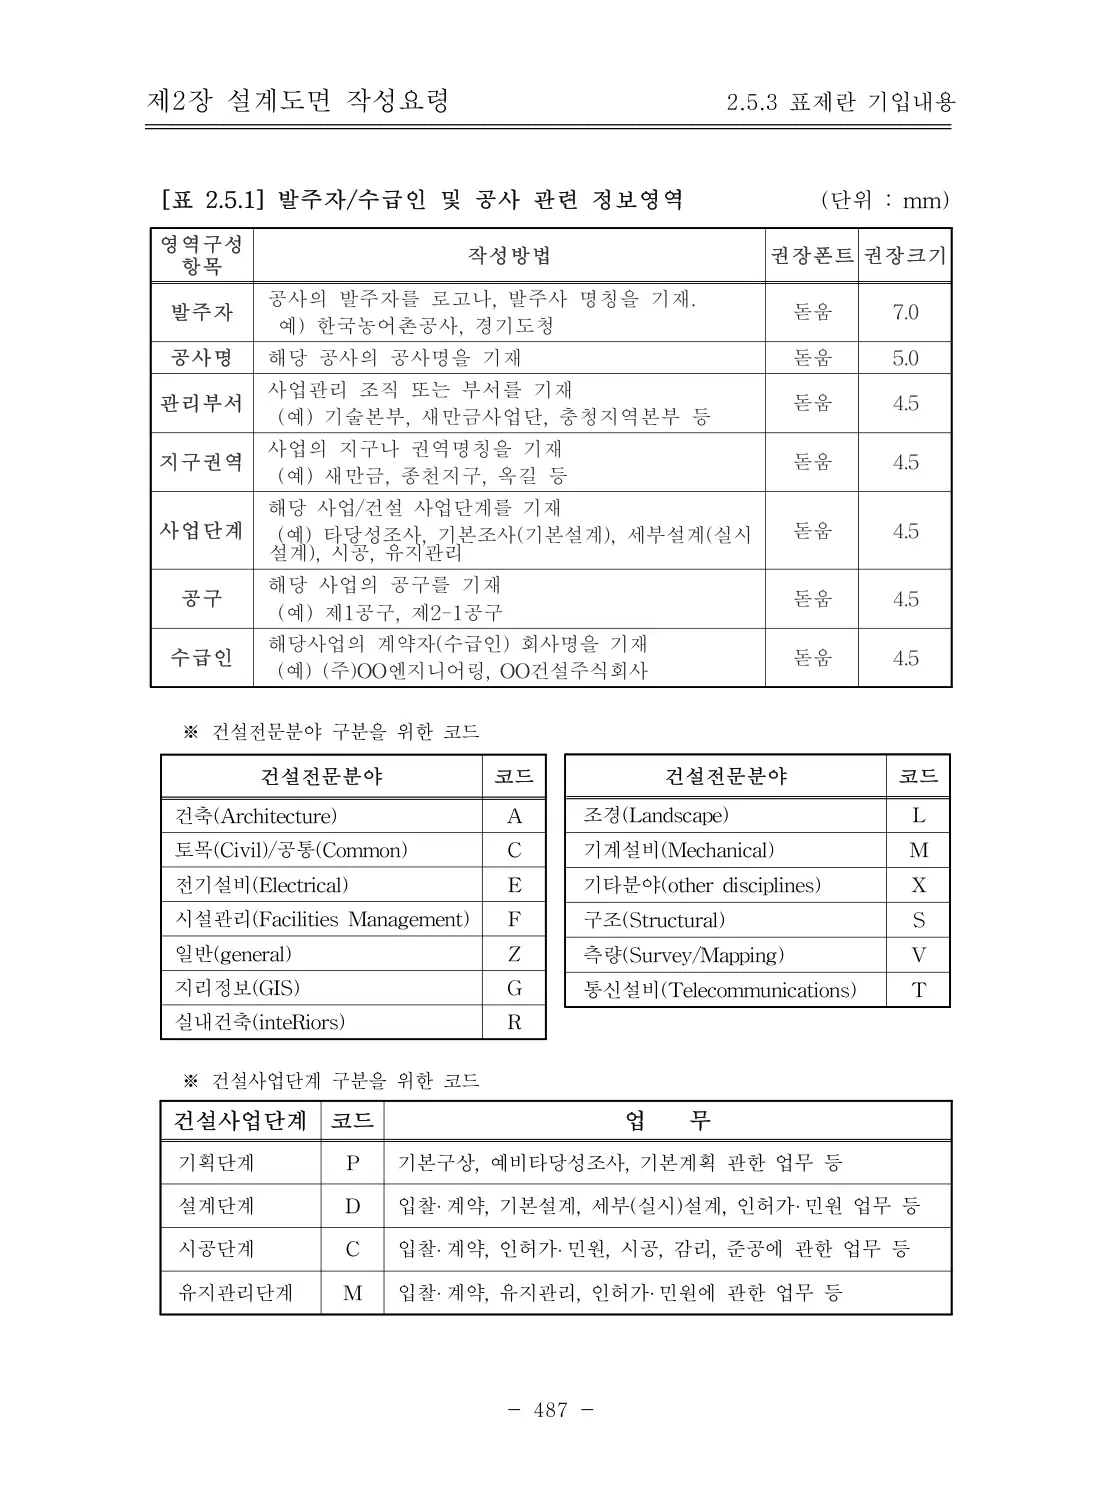 제2장 설계도면 작성요령
2.5.3 표제란 기입내용
[표 2.5.1] 발주자/수급인 및 공사 관련 정보영역
(단위 : mm)
영역구성
항목
작성방법
권장폰트
권장크기
발주자
공사의 발주자를 로고나, 발주사 명칭을 기재.
예) 한국농어촌공사, 경기도청
돋움
7.0
공사명
해당 공사의 공사명을 기재
돋움
5.0
관리부서
사업관리 조직 또는 부서를 기재
(예) 기술본부, 새만금사업단, 충청지역본부 등
돋움
4.5
지구권역
사업의 지구나 권역명칭을 기재
(예) 새만금, 종천지구, 옥길 등
돋움
4.5
사업단계
해당 사업/건설 사업단계를 기재
(예) 타당성조사, 기본조사(기본설계), 세부설계(실시
설계), 시공, 유지관리
돋움
4.5
공구
해당 사업의 공구를 기재
(예) 제1공구, 제2-1공구
돋움
4.5
수급인
해당사업의 계약자(수급인) 회사명을 기재
(예) (주)OO엔지니어링, OO건설주식회사
돋움
4.5
※ 건설전문분야 구분을 위한 코드
건설전문분야
코드
건축(Architecture)
A
토목(Civil)/공통(Common)
C
전기설비(Electrical)
E
시설관리(Facilities Management)
F
일반(general)
Z
지리정보(GIS)
G
실내건축(inteRiors)
R
건설전문분야
코드
조경(Landscape)
L
기계설비(Mechanical)
M
기타분야(other disciplines)
X
구조(Structural)
S
측량(Survey/Mapping)
V
통신설비(Telecommunications)
T
※ 건설사업단계 구분을 위한 코드
건설사업단계
코드
업 무
기획단계
P
기본구상, 예비타당성조사, 기본계획 관한 업무 등
설계단계
D
입찰·계약, 기본설계, 세부(실시)설계, 인허가·민원 업무 등
시공단계
C
입찰·계약, 인허가·민원, 시공, 감리, 준공에 관한 업무 등
유지관리단계
M
입찰·계약, 유지관리, 인허가·민원에 관한 업무 등
- 487 -